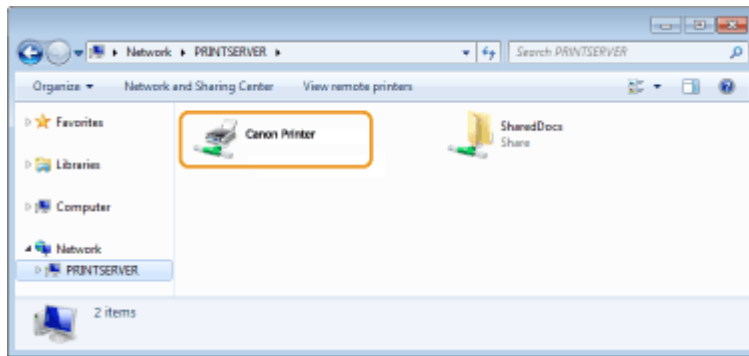 Network ▸ PRINTSERVER ▸
Search PRINTSERVER
Organize
Network and Sharing Center
View remote printers
Favorites
Libraries
Computer
Network
PRINTSERVER
Canon Printer
SharedDocs
Share
2 items